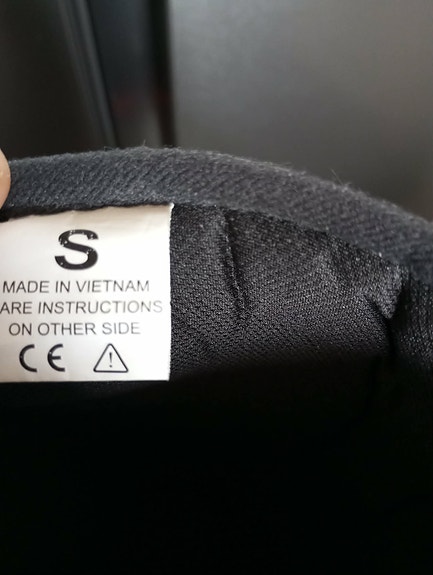 S
MADE IN VIETNAM
ARE INSTRUCTIONS
ON OTHER SIDE
CE